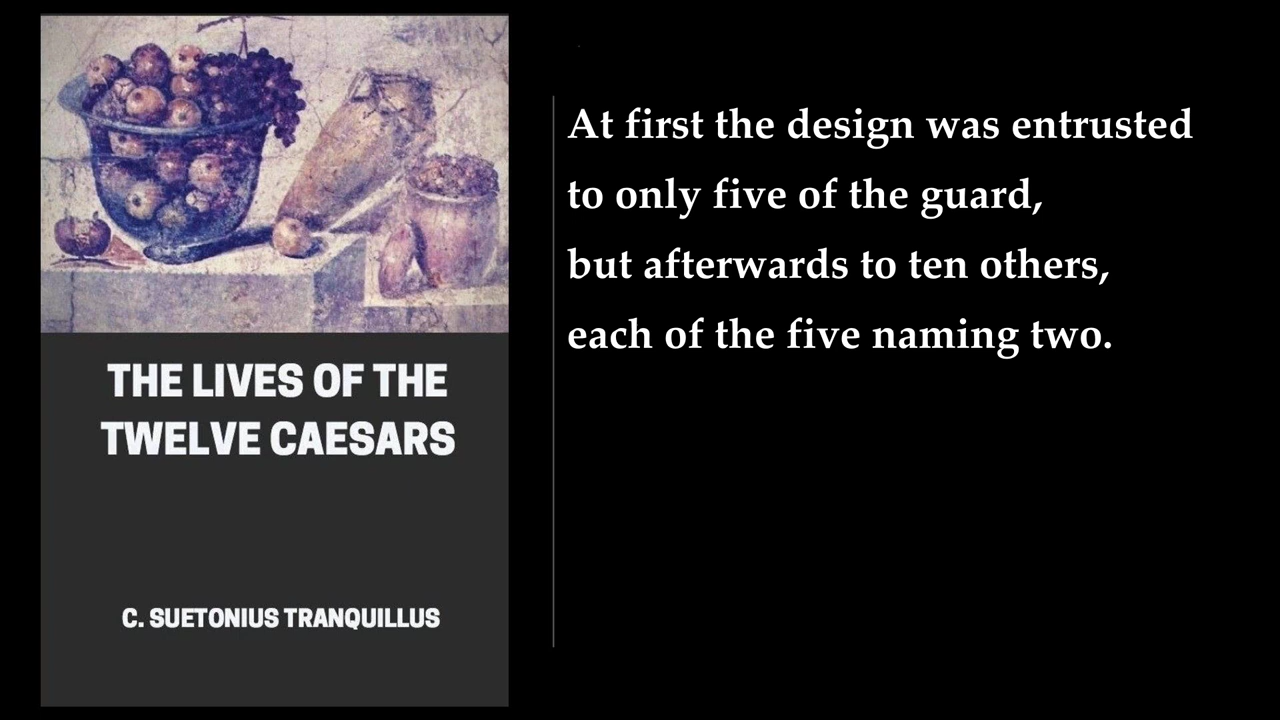 THE LIVES OF THE
TWELVE CAESARS
C. SUETONIUS TRANQUILLUS
At first the design was entrusted
to only five of the guard,
but afterwards to ten others,
each of the five naming two.